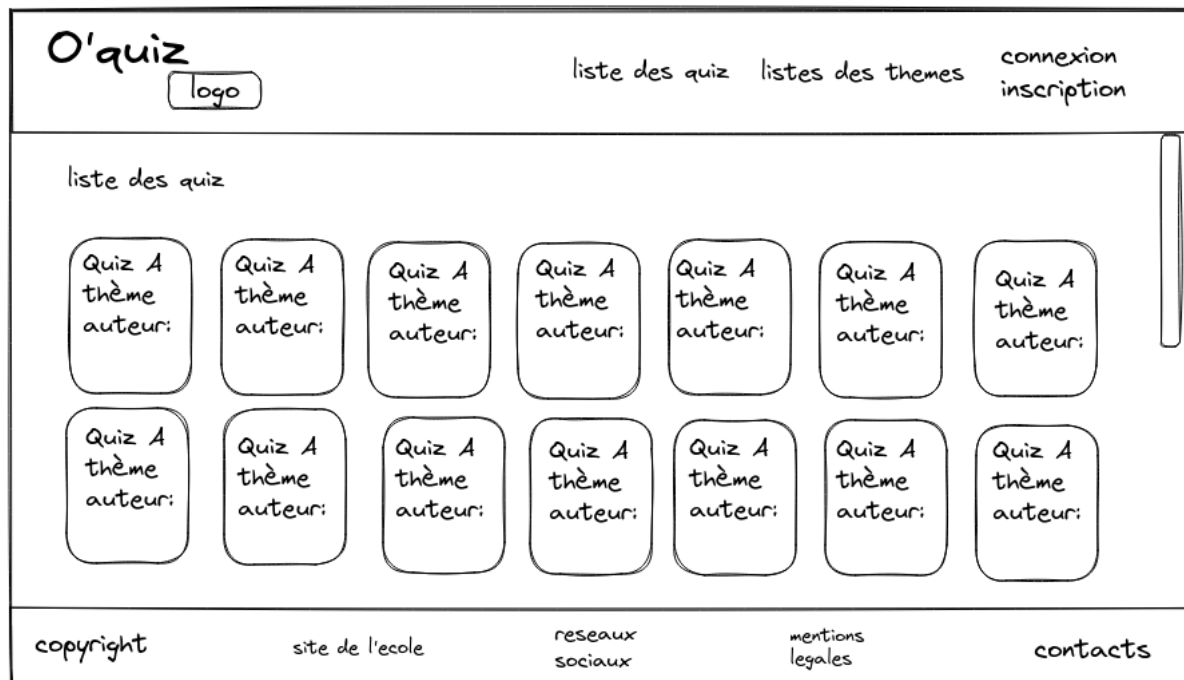 O'quiz
logo
liste des quiz
listes des themes
connexion
inscription
liste des quiz
Quiz A
thème
auteur:
Quiz A
thème
auteur:
Quiz A
thème
auteur:
Quiz A
thème
auteur:
Quiz A
thème
auteur:
Quiz A
thème
auteur:
Quiz A
thème
auteur:
Quiz A
thème
auteur:
Quiz A
thème
auteur:
Quiz A
thème
auteur:
Quiz A
thème
auteur:
Quiz A
thème
auteur:
Quiz A
thème
auteur:
Quiz A
thème
auteur:
copyright
site de l'ecole
reseaux
sociaux
mentions
legales
contacts